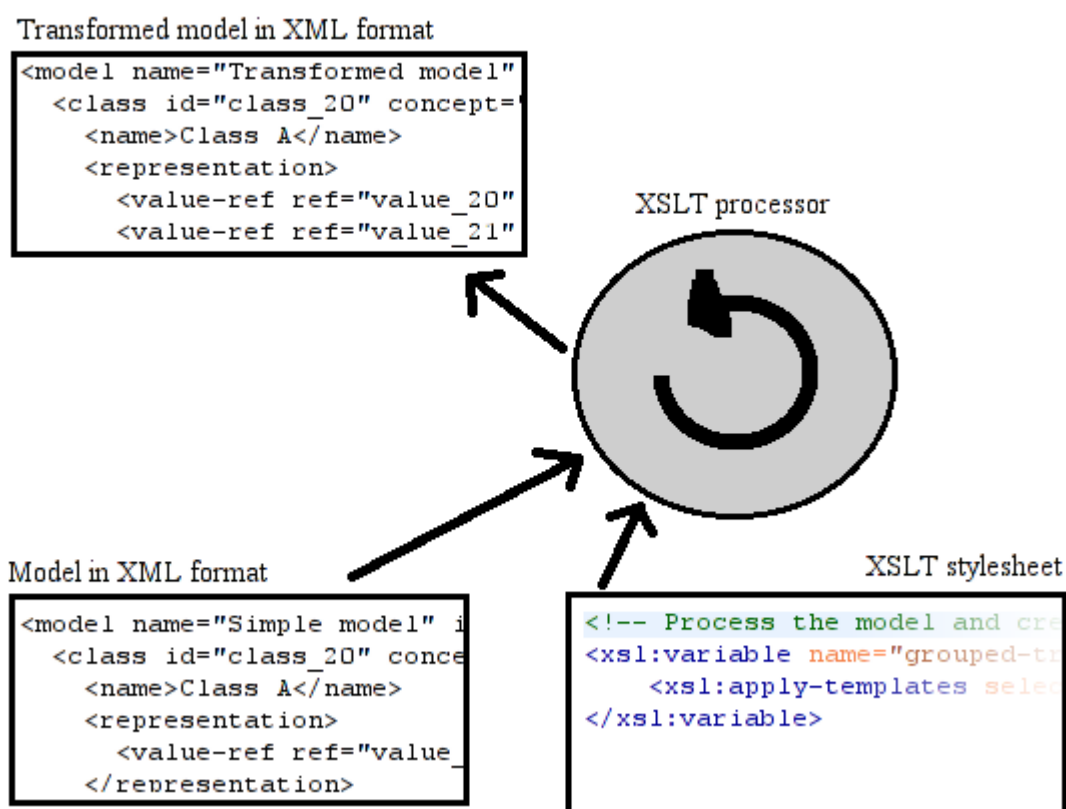 Transformed model in XML format
<model name="Transformed model"
<class id="class_20" concept=
<name>Class A</name>
<representation>
<value-ref ref="value_20"
<value-ref ref="value_21"
XSLT processor
Model in XML format
<model name="Simple model" i
<class id="class_20" conce
<name>Class A</name>
<representation>
<value-ref ref="value_
</representation>
XSLT stylesheet
<!-- Process the model and cre
<xsl:variable name="grouped-tr
<xsl:apply-templates selec
</xsl:variable>